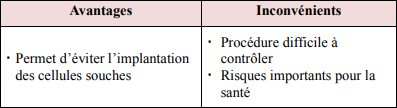 Avantages
Inconvénients
· Permet d’éviter l’implantation
des cellules souches
· Procédure difficile à
contrôler
· Risques importants pour la
santé